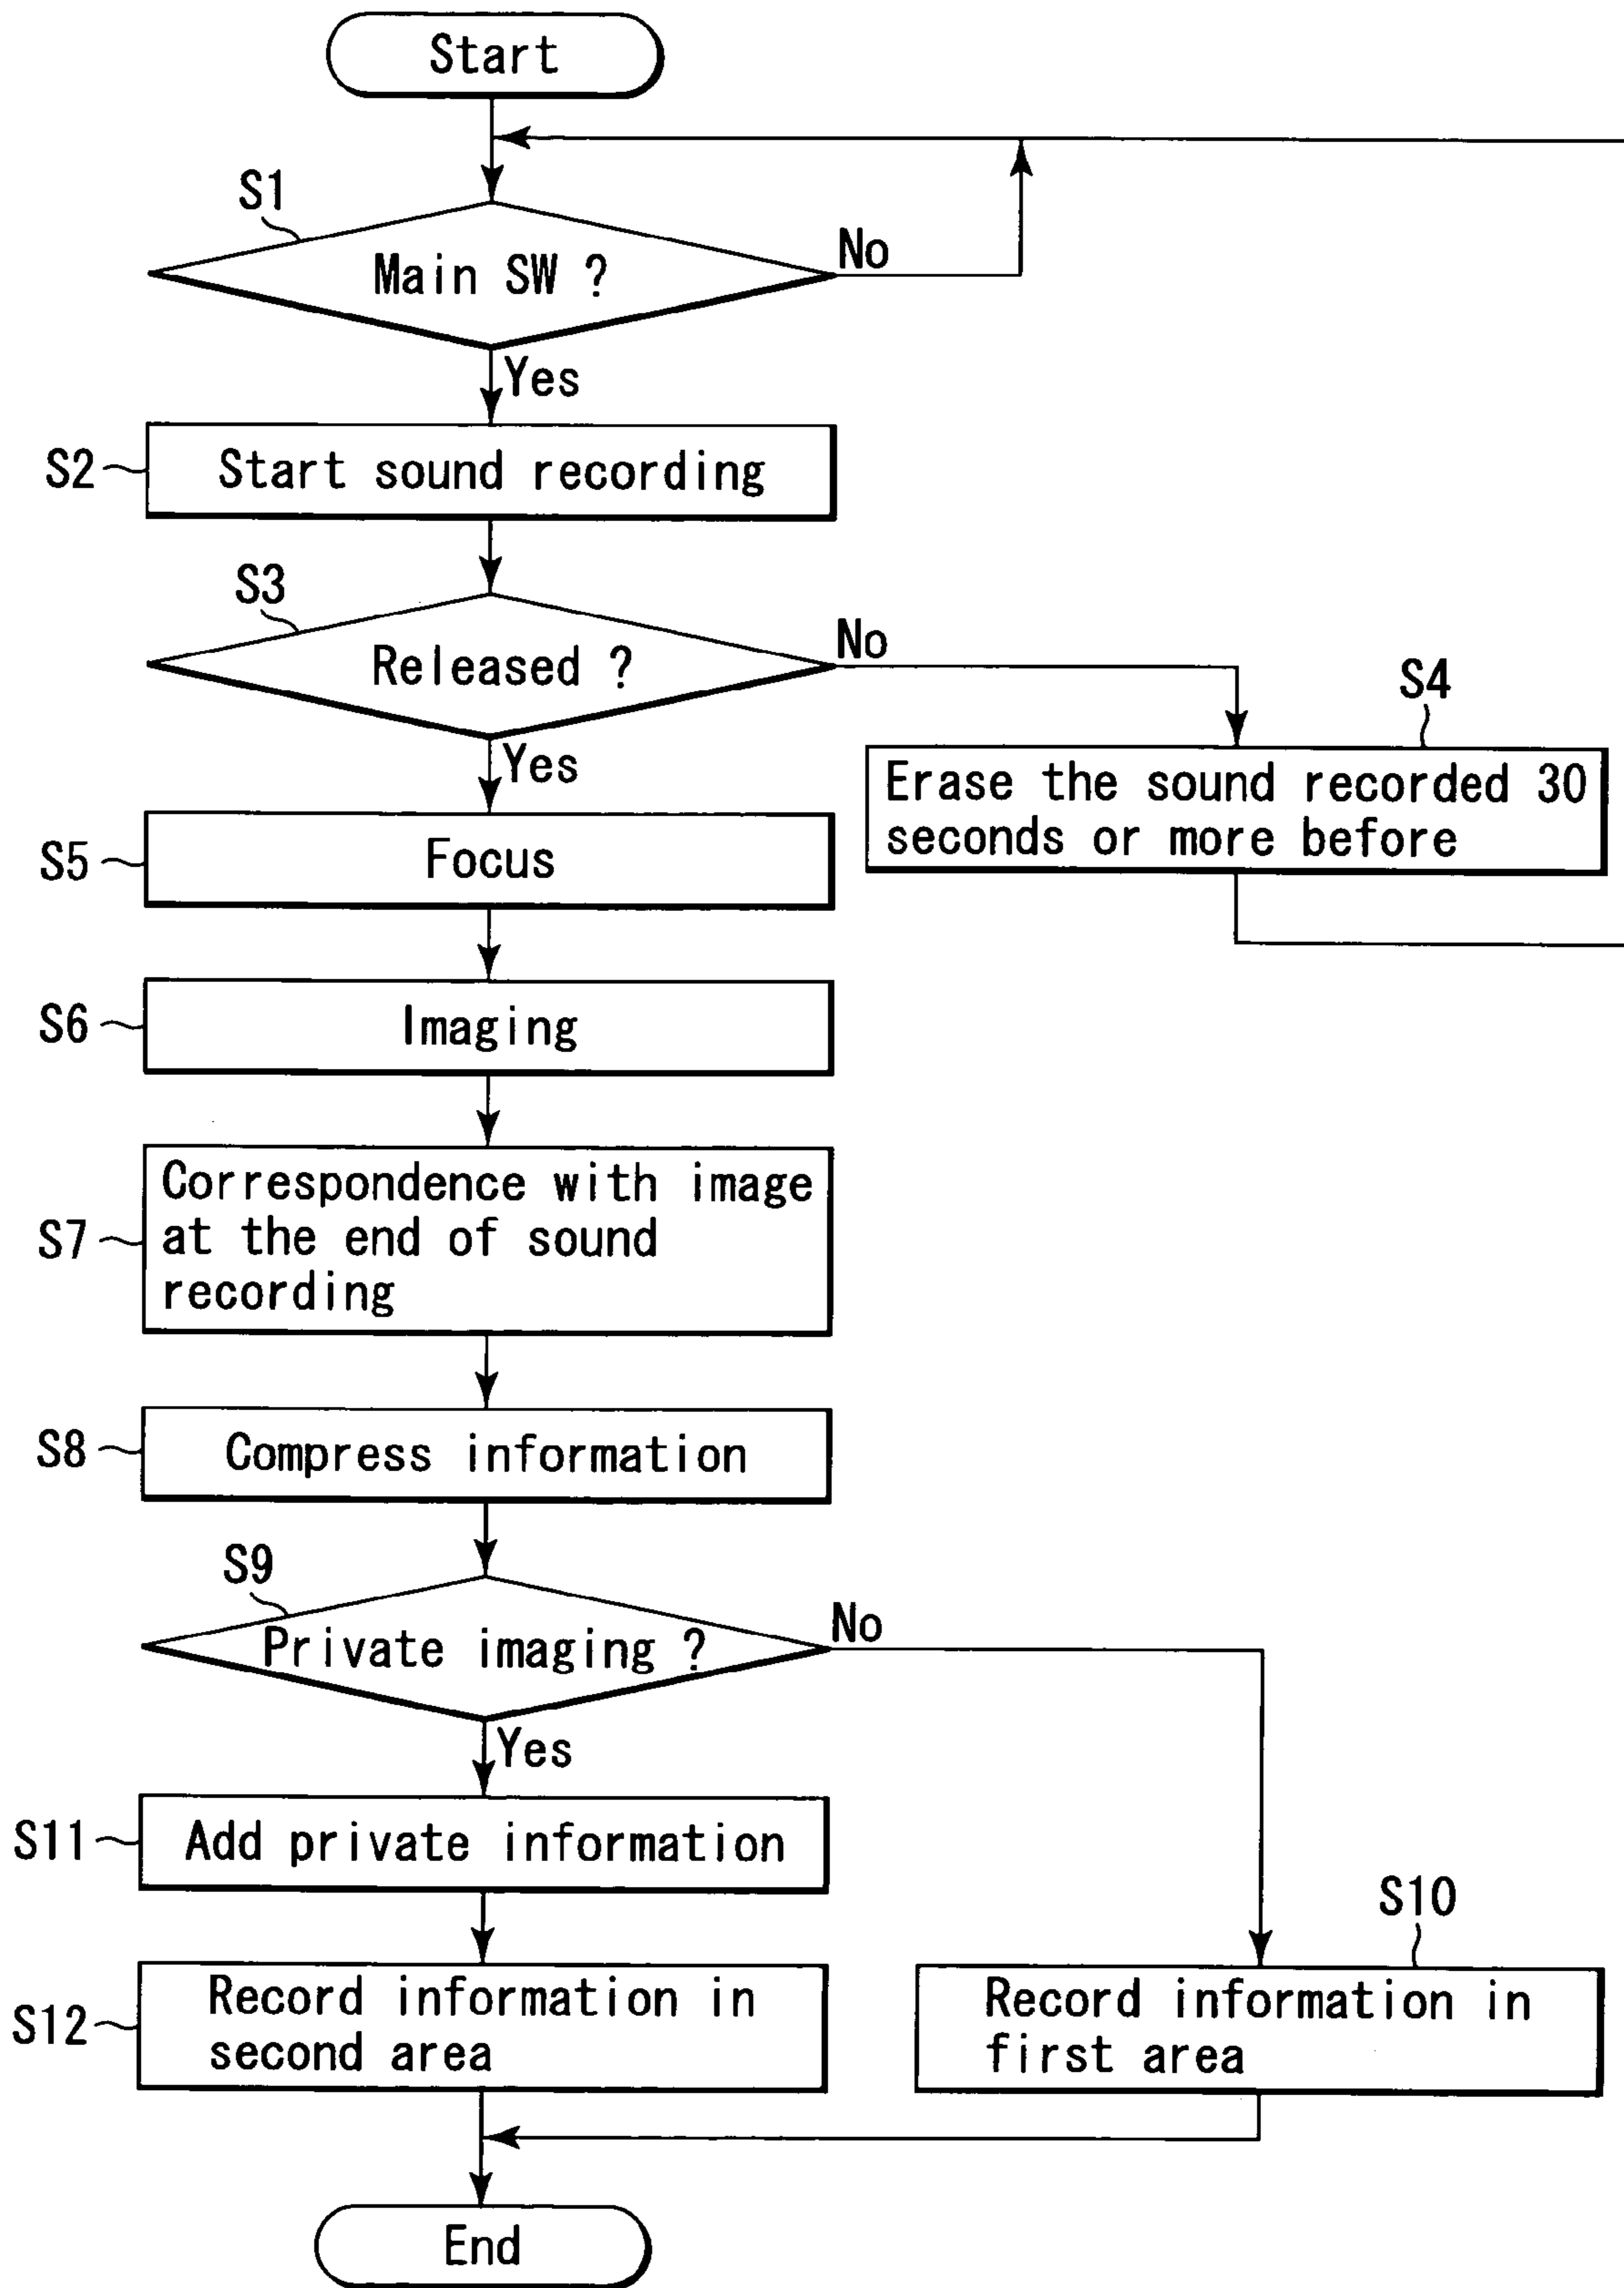 Start
S1
Main SW ?
No
Yes
S2
Start sound recording
S3
Released ?
No
Yes
S4
Erase the sound recorded 30
seconds or more before
S5
Focus
S6
Imaging
S7
Correspondence with image
at the end of sound
recording
S8
Compress information
S9
Private imaging ?
No
Yes
S11
Add private information
S10
S12
Record information in
second area
Record information in
first area
End